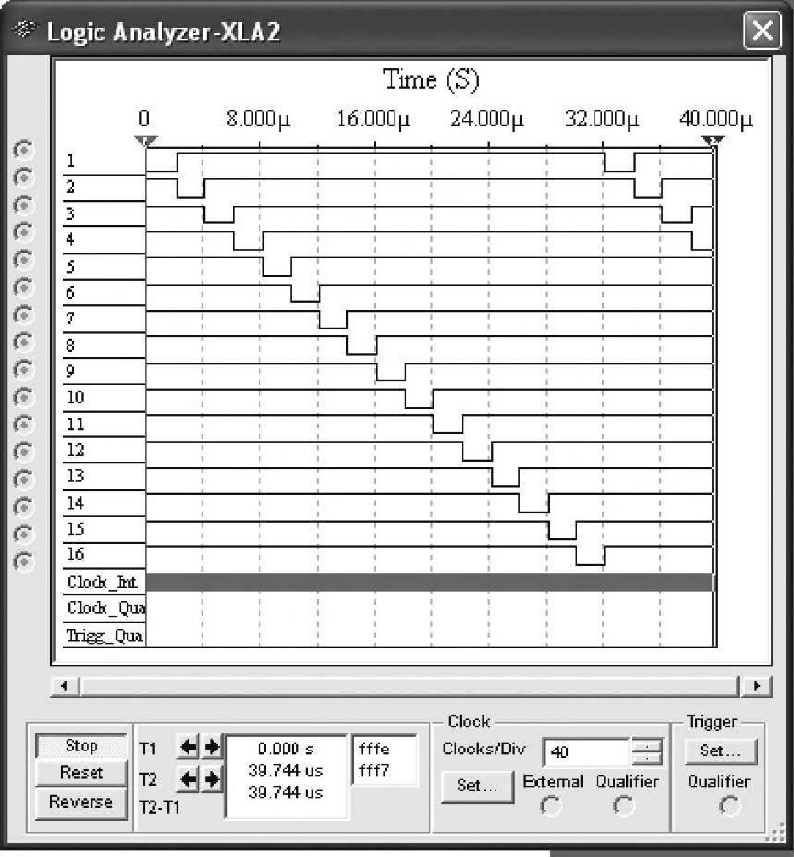 Logic Analyzer-XLA2
Time (S)
0 8.000µ 16.000µ 24.000µ 32.000µ 40.000µ
1
2
3
4
5
6
7
8
9
10
11
12
13
14
15
16
Clock_Int
Clock_Qua
Trigg_Qua
Stop
Reset
Reverse
T1
T2
T2-T1
0.000 s
39.744 us
39.744 us
fffe
fff7
Clock
Clocks/Div 40
Set...
External
Qualifier
Trigger
Set...
Qualifier